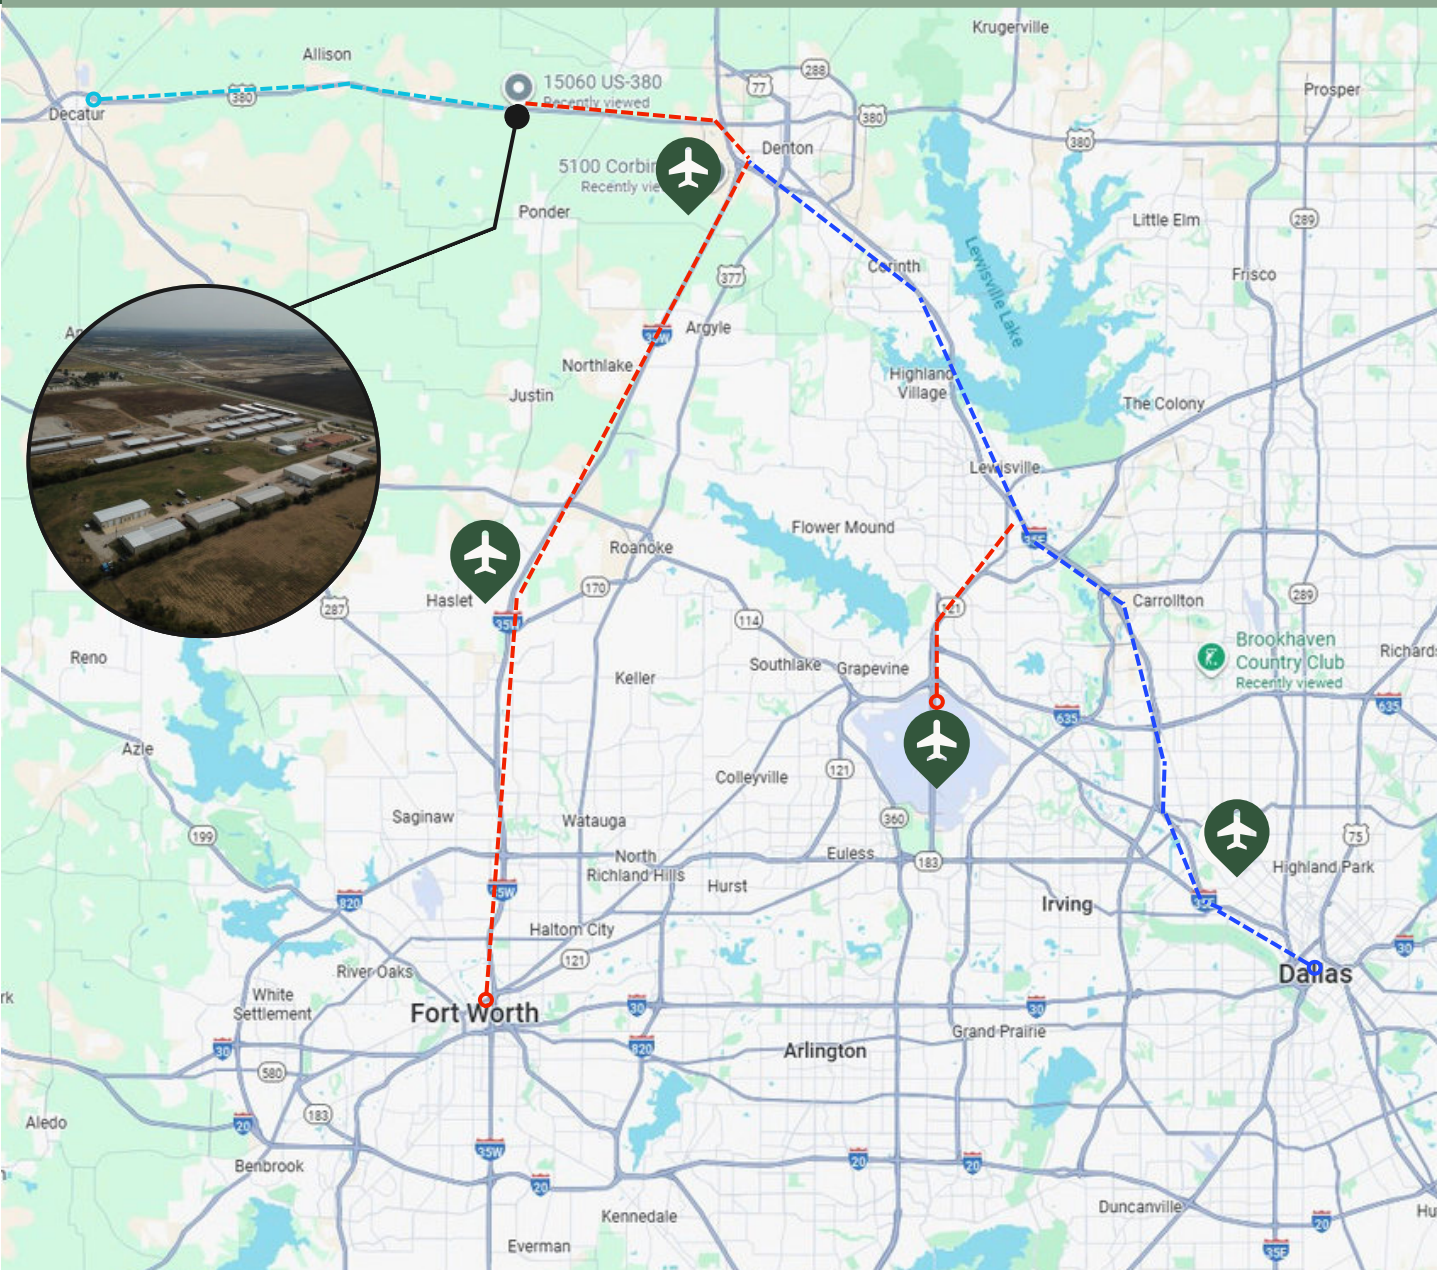 Krugerville
Allison
288
15060 US-380
77
Recently viewed
Prosper
380
Decatur
380
380
Denton
5100 Corbin
Recently vie
Ponder
Little Elm
289
Lewisville Lake
Corinth
Frisco
377
Argyle
35W
Northlake
Highland
Village
Justin
The Colony
Lewisville
Flower Mound
35E
Roanoke
170
Haslet
287
121
289
Carrollton
114
35W
Brookhaven
Country Club
Recently viewed
Richards
Reno
Southlake
Grapevine
Keller
635
635
Azle
121
Colleyville
Saginaw
Watauga
360
199
75
North
Richland Hills
Euless
183
Highland Park
Hurst
35W
820
Irving
35E
Haltom City
30
121
River Oaks
Dallas
rk
White
Settlement
Fort Worth
30
30
Grand Prairie
30
820
Arlington
580
183
Aledo
20
35W
Benbrook
20
20
20
Duncanville
Kennedale
Hu
20
Everman
35E